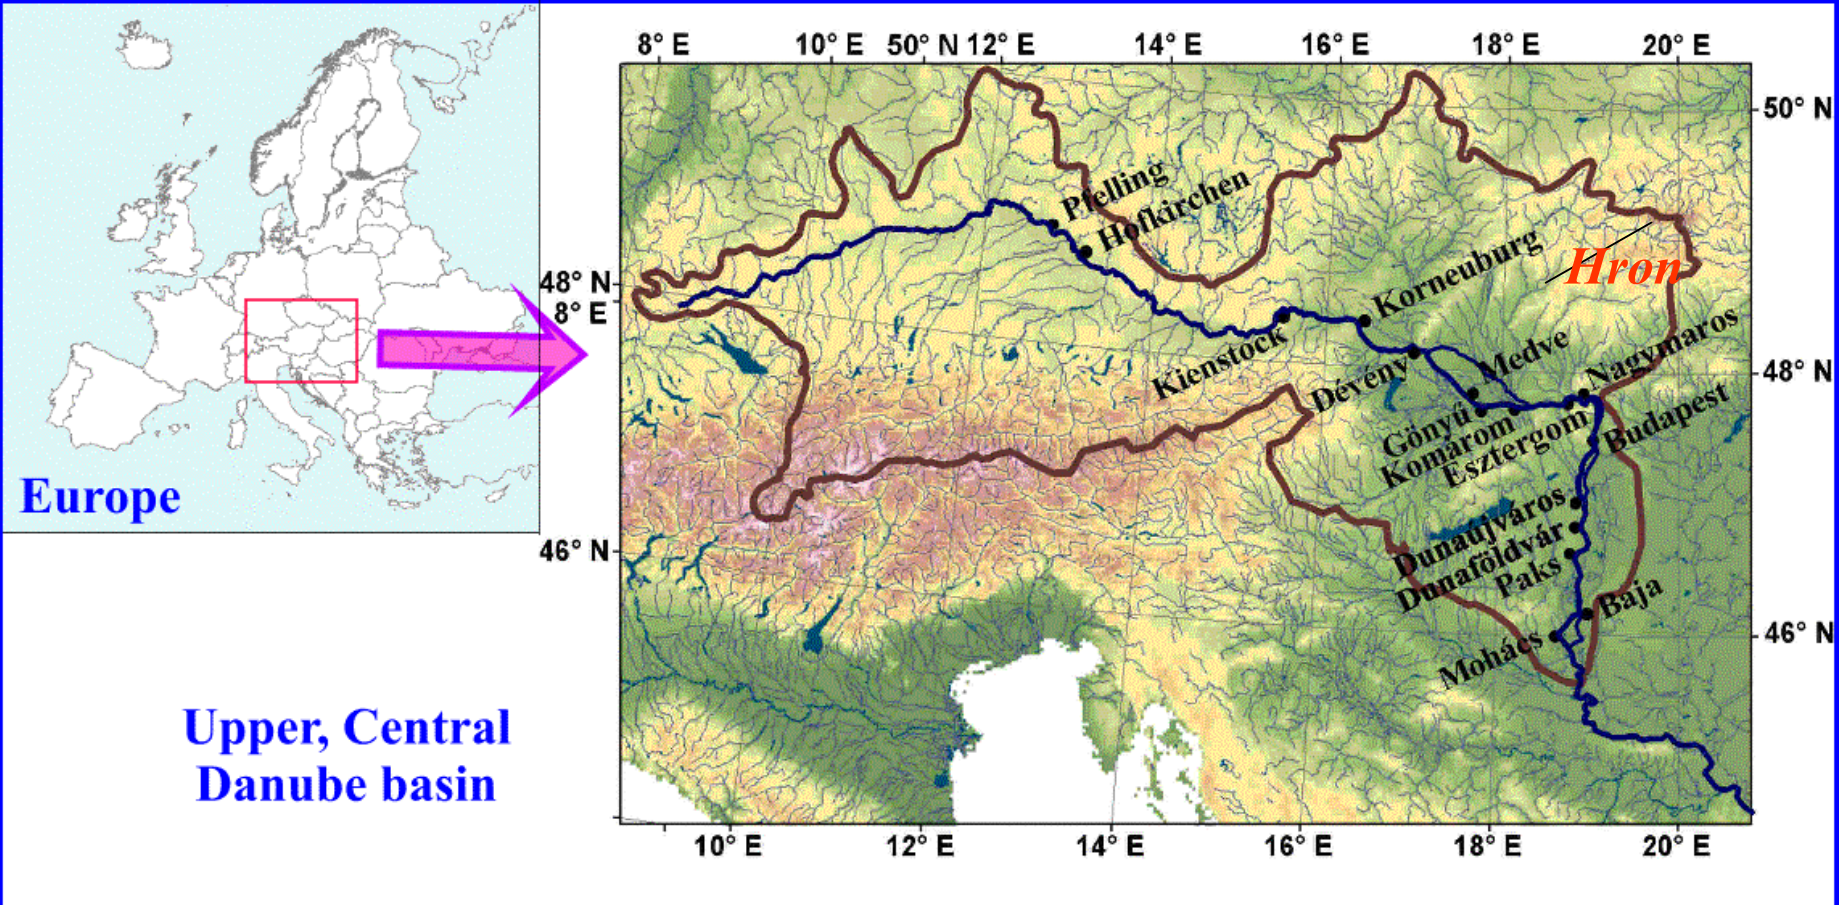 8° E 10° E 50° N 12° E 14° E 16° E 18° E 20° E
50° N
Pfelling
Hofkirchen
Korneuburg
Hron
48° N
8° E
Kienstock
Dévény
Medve
Nagymaros
48° N
Gönyű
Komárom
Esztergom
Budapest
Europe
46° N
Dunaújváros
Dunaföldvár
Paks
Baja
Mohács
46° N
Upper, Central
Danube basin
10° E 12° E 14° E 16° E 18° E 20° E